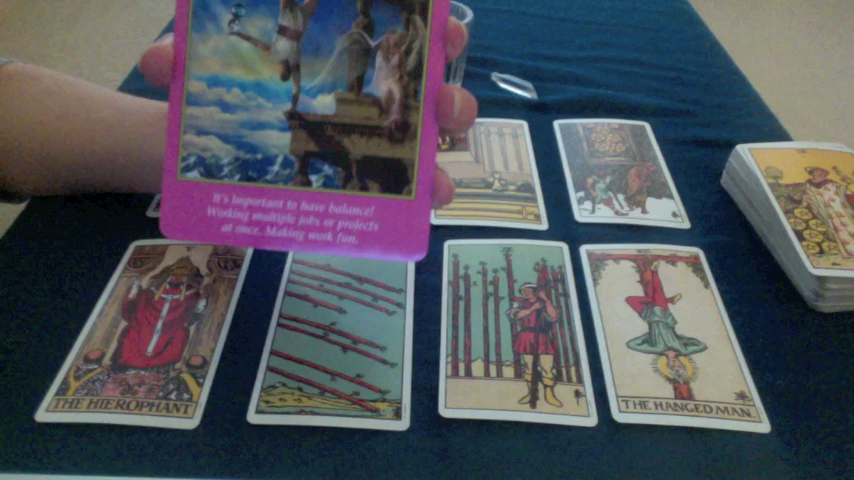 It's important to have balance!
Working multiple jobs or projects
at once. Making work fun.
THE HIEROPHANT
THE HANGED MAN.